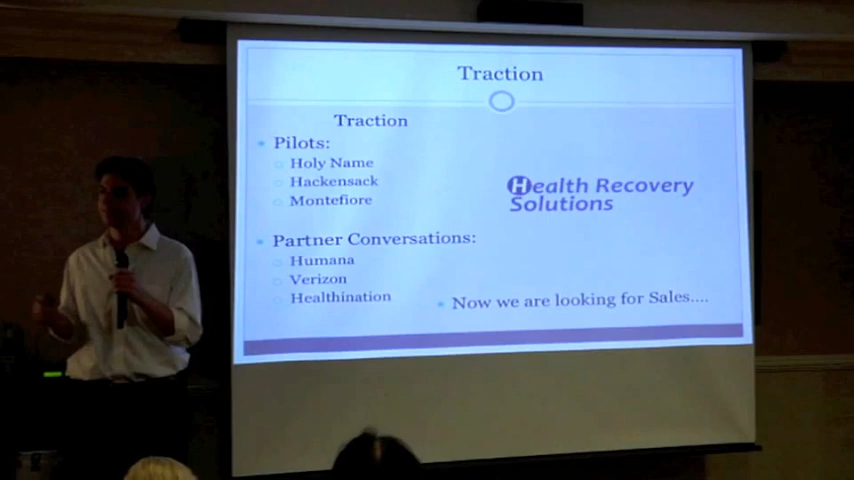 Traction
Traction
Pilots:
Holy Name
Hackensack
Montefiore
Health Recovery
Solutions
Partner Conversations:
Humana
Verizon
Healthination
Now we are looking for Sales....